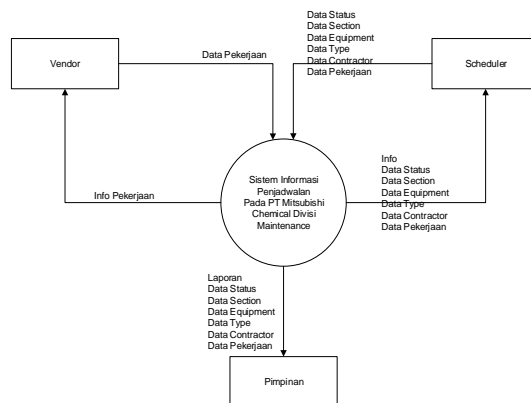 Data Status
Data Section
Data Equipment
Data Type
Data Contractor
Data Pekerjaan
Data Pekerjaan
Vendor
Scheduler
Sistem Informasi
Penjadwalan
Pada PT Mitsubishi
Chemical Divisi
Maintenance
Info Pekerjaan
Info
Data Status
Data Section
Data Equipment
Data Type
Data Contractor
Data Pekerjaan
Laporan
Data Status
Data Section
Data Equipment
Data Type
Data Contractor
Data Pekerjaan
Pimpinan